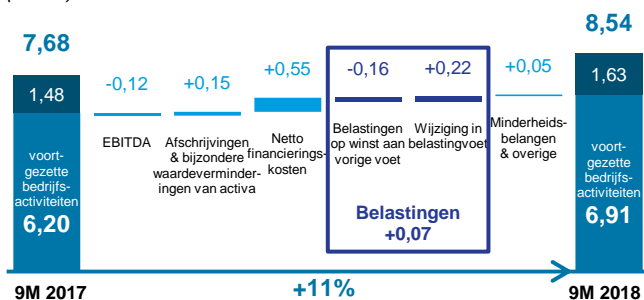 7,68
1,48
voort-
gezette
bedrijfs-
activiteiten
6,20
9M 2017
-0,12
EBITDA
+0,15
Afschrijvingen
& bijzondere
waardeverminder-
ingen van activa
+0,55
Netto
financierings-
kosten
-0,16
Belastingen
op winst aan
vorige voet
+0,22
Wijziging in
belastingvoet
Belastingen
+0,07
+0,05
Minderheids-
belangen
& overige
8,54
1,63
voort-
gezette
bedrijfs-
activiteiten
6,91
9M 2018
+11%